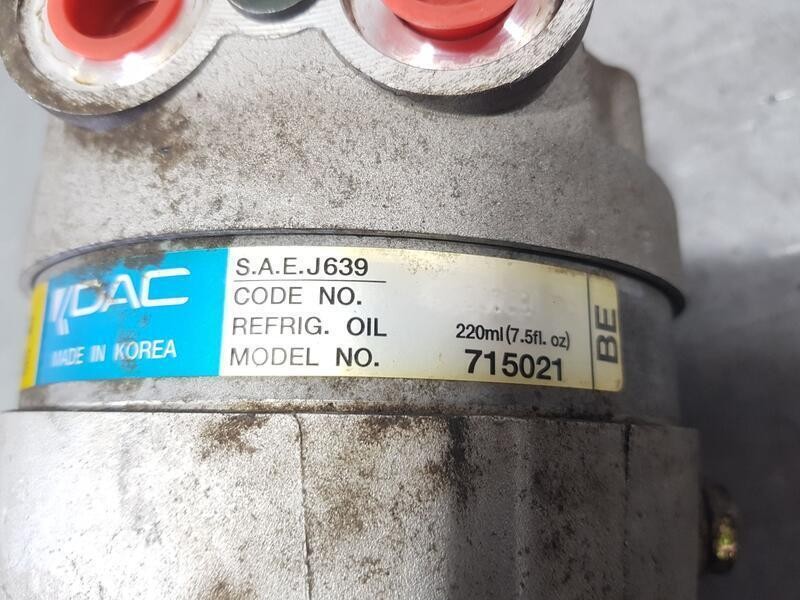 DAC
MADE IN KOREA
S.A.E.J639
CODE NO.
REFRIG. OIL 220ml(7.5fl. oz)
MODEL NO. 715021
BE